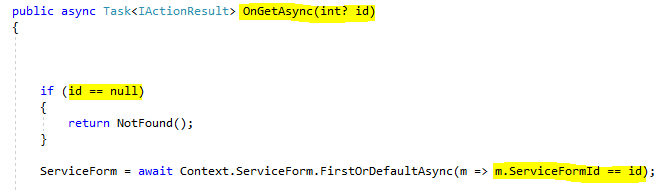 public async Task<IActionResult> OnGetAsync(int? id)
{
if (id == null)
{
return NotFound();
}
ServiceForm = await Context.ServiceForm.FirstOrDefaultAsync(m => m.ServiceFormId == id);